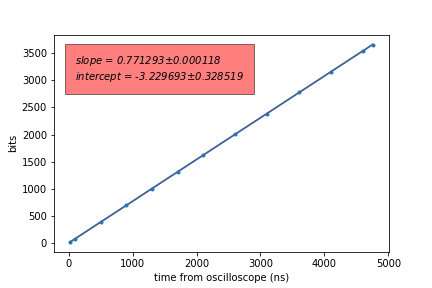 slope = 0.771293±0.000118
intercept = -3.229693±0.328519
3500
3000
2500
2000
1500
1000
500
0
bits
0 1000 2000 3000 4000 5000
time from oscilloscope (ns)